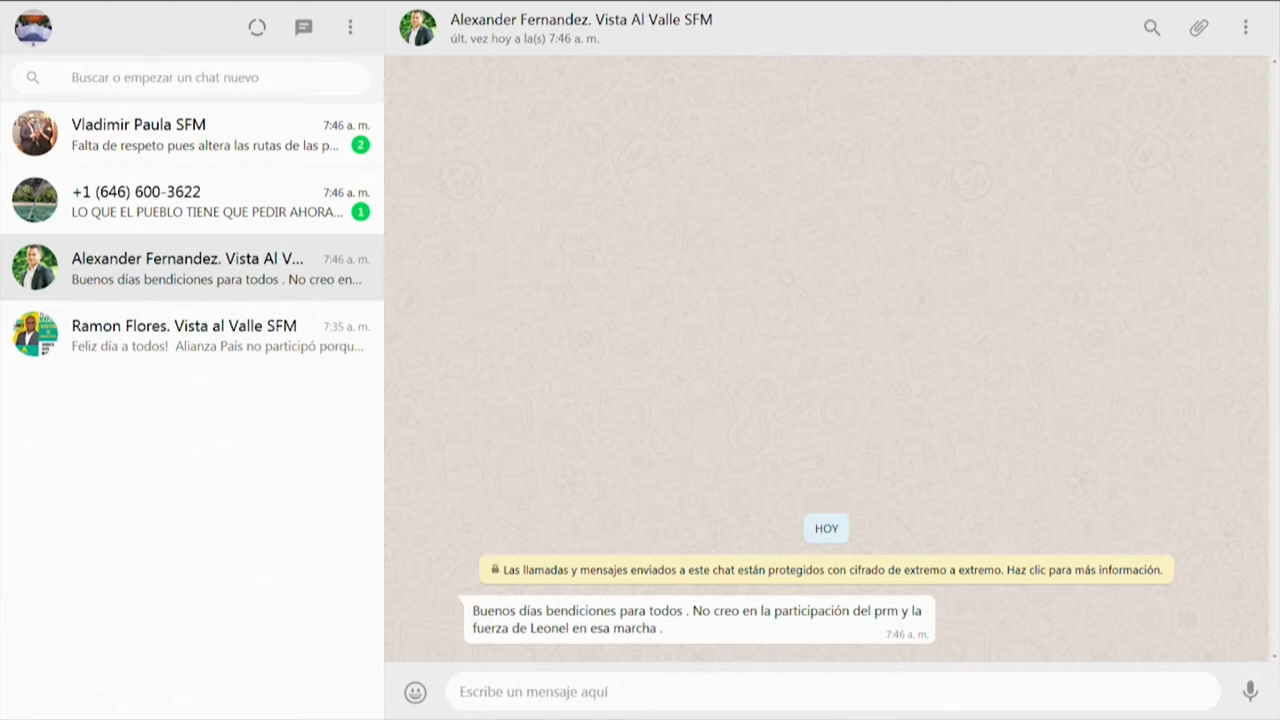 Buscar o empezar un chat nuevo
Vladimir Paula SFM
7:46 a. m.
Falta de respeto pues altera las rutas de las p...
2
+1 (646) 600-3622
7:46 a. m.
LO QUE EL PUEBLO TIENE QUE PEDIR AHORA...
1
Alexander Fernandez. Vista Al V...
7:46 a. m.
Buenos días bendiciones para todos . No creo en...
Ramon Flores. Vista al Valle SFM
7:35 a. m.
Feliz día a todos! Alianza País no participó porqu...
Alexander Fernandez. Vista Al Valle SFM
últ. vez hoy a la(s) 7:46 a. m.
HOY
Las llamadas y mensajes enviados a este chat están protegidos con cifrado de extremo a extremo. Haz clic para más información.
Buenos días bendiciones para todos . No creo en la participación del prm y la
fuerza de Leonel en esa marcha .
7:46 a. m.
Escribe un mensaje aquí